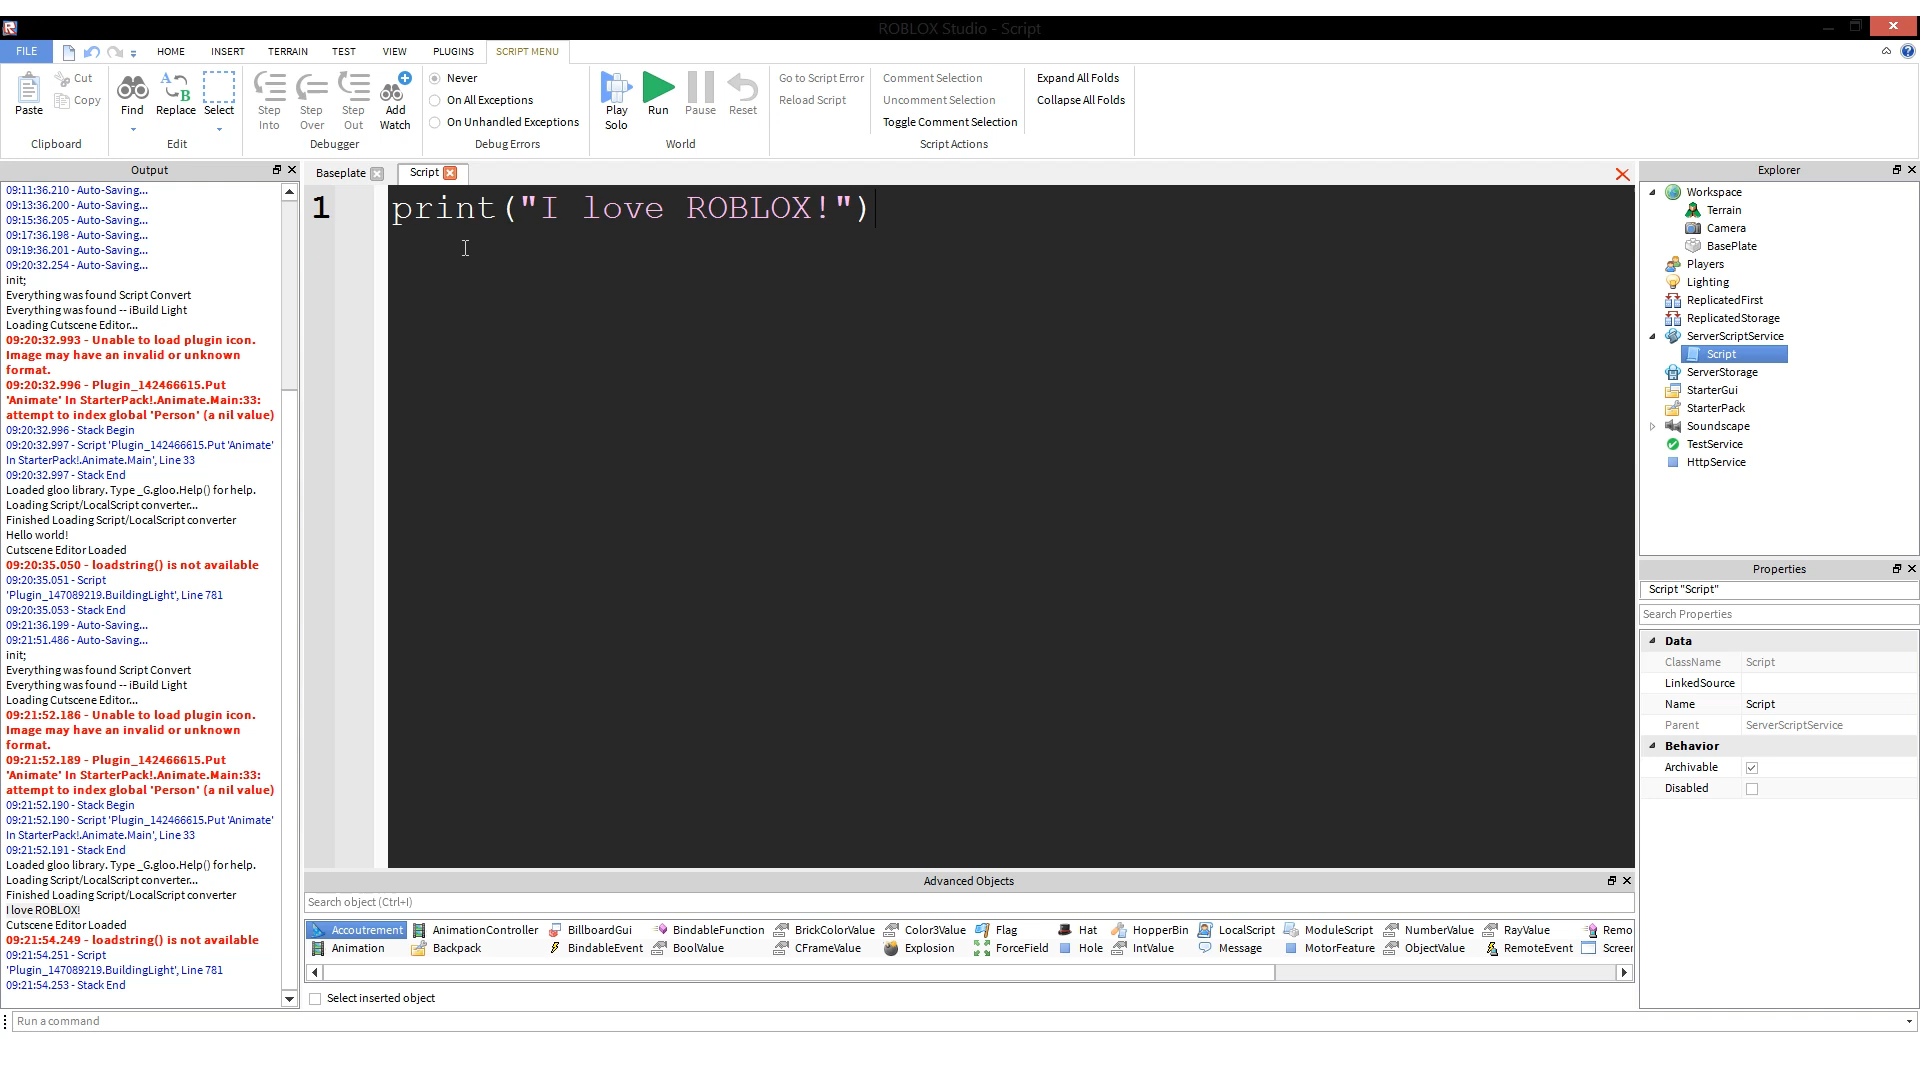 ROBLOX Studio - Script
FILE
HOME
INSERT
TERRAIN
TEST
VIEW
PLUGINS
SCRIPT MENU
Paste
Cut
Copy
Clipboard
Find
Replace
Select
Edit
Step Into
Step Over
Step Out
Add Watch
Debugger
Never
On All Exceptions
On Unhandled Exceptions
Debug Errors
Play Solo
Run
Pause
Reset
World
Go to Script Error
Reload Script
Comment Selection
Uncomment Selection
Toggle Comment Selection
Script Actions
Expand All Folds
Collapse All Folds
Output
09:11:36.210 - Auto-Saving...
09:13:36.200 - Auto-Saving...
09:15:36.205 - Auto-Saving...
09:17:36.198 - Auto-Saving...
09:19:36.201 - Auto-Saving...
09:20:32.254 - Auto-Saving...
init;
Everything was found Script Convert
Everything was found -- iBuild Light
Loading Cutscene Editor...
09:20:32.993 - Unable to load plugin icon.
Image may have an invalid or unknown
format.
09:20:32.996 - Plugin_142466615.Put
'Animate' In StarterPack!.Animate.Main:33:
attempt to index global 'Person' (a nil value)
09:20:32.996 - Stack Begin
09:20:32.997 - Script 'Plugin_142466615.Put 'Animate'
In StarterPack!.Animate.Main', Line 33
09:20:32.997 - Stack End
Loaded gloo library. Type _G.gloo.Help() for help.
Loading Script/LocalScript converter...
Finished Loading Script/LocalScript converter
Hello world!
Cutscene Editor Loaded
09:20:35.050 - loadstring() is not available
09:20:35.051 - Script
'Plugin_147089219.BuildingLight', Line 781
09:20:35.053 - Stack End
09:21:36.199 - Auto-Saving...
09:21:51.486 - Auto-Saving...
init;
Everything was found Script Convert
Everything was found -- iBuild Light
Loading Cutscene Editor...
09:21:52.186 - Unable to load plugin icon.
Image may have an invalid or unknown
format.
09:21:52.189 - Plugin_142466615.Put
'Animate' In StarterPack!.Animate.Main:33:
attempt to index global 'Person' (a nil value)
09:21:52.190 - Stack Begin
09:21:52.190 - Script 'Plugin_142466615.Put 'Animate'
In StarterPack!.Animate.Main', Line 33
09:21:52.191 - Stack End
Loaded gloo library. Type _G.gloo.Help() for help.
Loading Script/LocalScript converter...
Finished Loading Script/LocalScript converter
I love ROBLOX!
Cutscene Editor Loaded
09:21:54.249 - loadstring() is not available
09:21:54.251 - Script
'Plugin_147089219.BuildingLight', Line 781
09:21:54.253 - Stack End
Baseplate
Script
1 print("I love ROBLOX!")
Explorer
Workspace
Terrain
Camera
BasePlate
Players
Lighting
ReplicatedFirst
ReplicatedStorage
ServerScriptService
Script
ServerStorage
StarterGui
StarterPack
Soundscape
TestService
HttpService
Properties
Script "Script"
Search Properties
Data
ClassName Script
LinkedSource
Name Script
Parent ServerScriptService
Behavior
Archivable
Disabled
Advanced Objects
Search object (Ctrl+I)
Accoutrement AnimationController BillboardGui BindableFunction BrickColorValue Color3Value Flag Hat HopperBin LocalScript ModuleScript NumberValue RayValue Remo
Animation Backpack BindableEvent BoolValue CFrameValue Explosion ForceField Hole IntValue Message MotorFeature ObjectValue RemoteEvent Screen
Select inserted object
Run a command